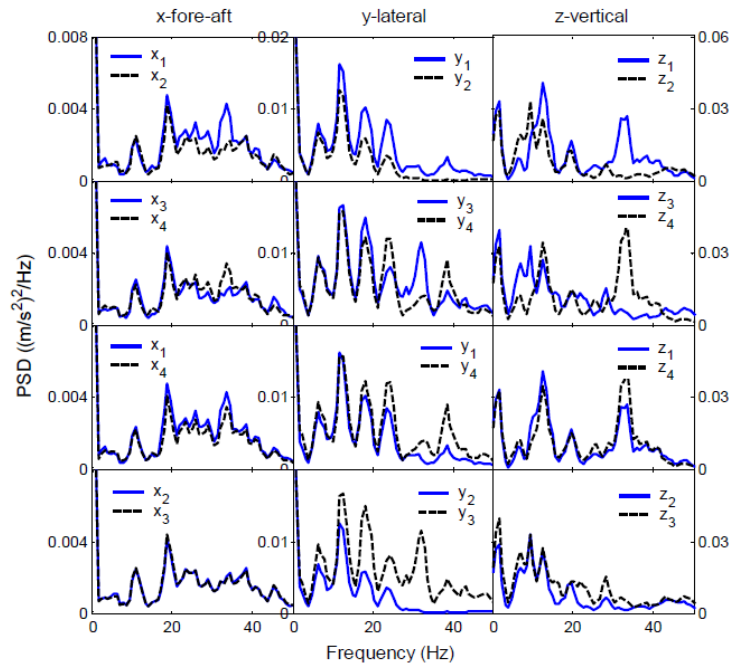 x-fore-aft y-lateral z-vertical
0.008 0.02 0.06
x₁ y₁ z₁
x₂ y₂ z₂
0.004 0.01 0.03
0 0 0
x₃ y₃ z₃
x₄ y₄ z₄
0.004 0.01 0.03
0 0 0
PSD ((m/s²)²/Hz)
x₁ y₁ z₁
x₄ y₄ z₄
0.004 0.01 0.03
0 0 0
x₂ y₂ z₂
x₃ y₃ z₃
0.004 0.01 0.03
0 0 0
0 20 40 0 20 40 0 20 40
Frequency (Hz)